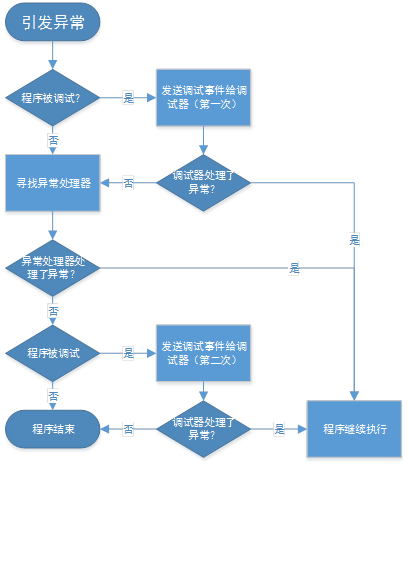 引发异常
程序被调试?
是
发送调试事件给调
试器（第一次）
否
寻找异常处理器
否
调试器处理了
异常?
是
异常处理器处
理了异常?
是
否
程序被调试
是
发送调试事件给调
试器（第二次）
否
程序结束
否
调试器处理了
异常?
是
程序继续执行